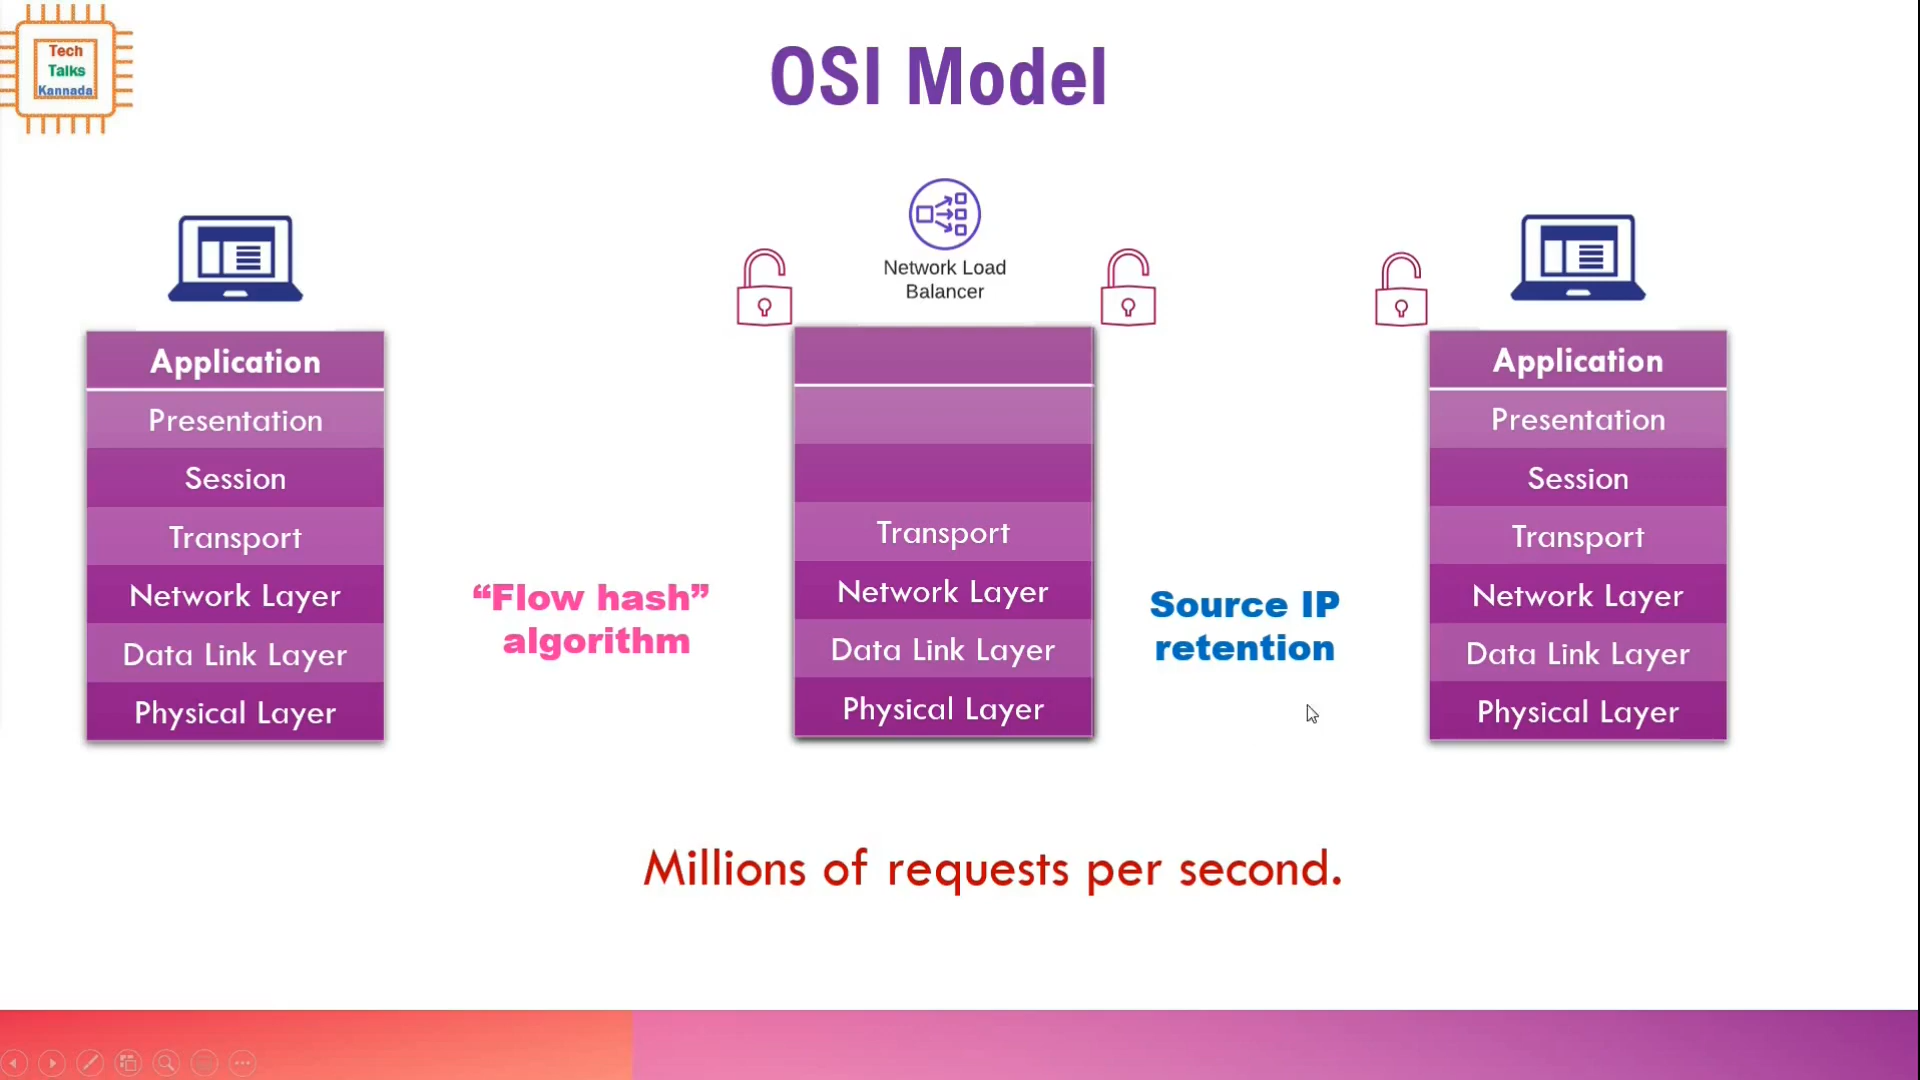 Tech
Talks
Kannada
OSI Model
Network Load
Balancer
Application
Presentation
Session
Transport
Network Layer
Data Link Layer
Physical Layer
“Flow hash”
algorithm
Transport
Network Layer
Data Link Layer
Physical Layer
Source IP
retention
Application
Presentation
Session
Transport
Network Layer
Data Link Layer
Physical Layer
Millions of requests per second.